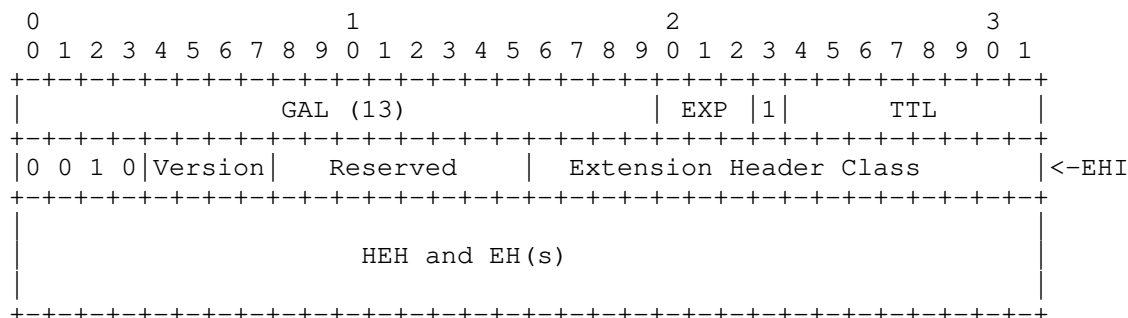 0                   1                   2                   3
 0 1 2 3 4 5 6 7 8 9 0 1 2 3 4 5 6 7 8 9 0 1 2 3 4 5 6 7 8 9 0 1
+-+-+-+-+-+-+-+-+-+-+-+-+-+-+-+-+-+-+-+-+-+-+-+-+-+-+-+-+-+-+-+-+
|                GAL (13)               | EXP |1|      TTL      |
+-+-+-+-+-+-+-+-+-+-+-+-+-+-+-+-+-+-+-+-+-+-+-+-+-+-+-+-+-+-+-+-+
|0 0 1 0|Version|   Reserved    |  Extension Header Class       |<-EHI
+-+-+-+-+-+-+-+-+-+-+-+-+-+-+-+-+-+-+-+-+-+-+-+-+-+-+-+-+-+-+-+-+
|                                                               |
|                     HEH and EH(s)                             |
|                                                               |
+-+-+-+-+-+-+-+-+-+-+-+-+-+-+-+-+-+-+-+-+-+-+-+-+-+-+-+-+-+-+-+-+